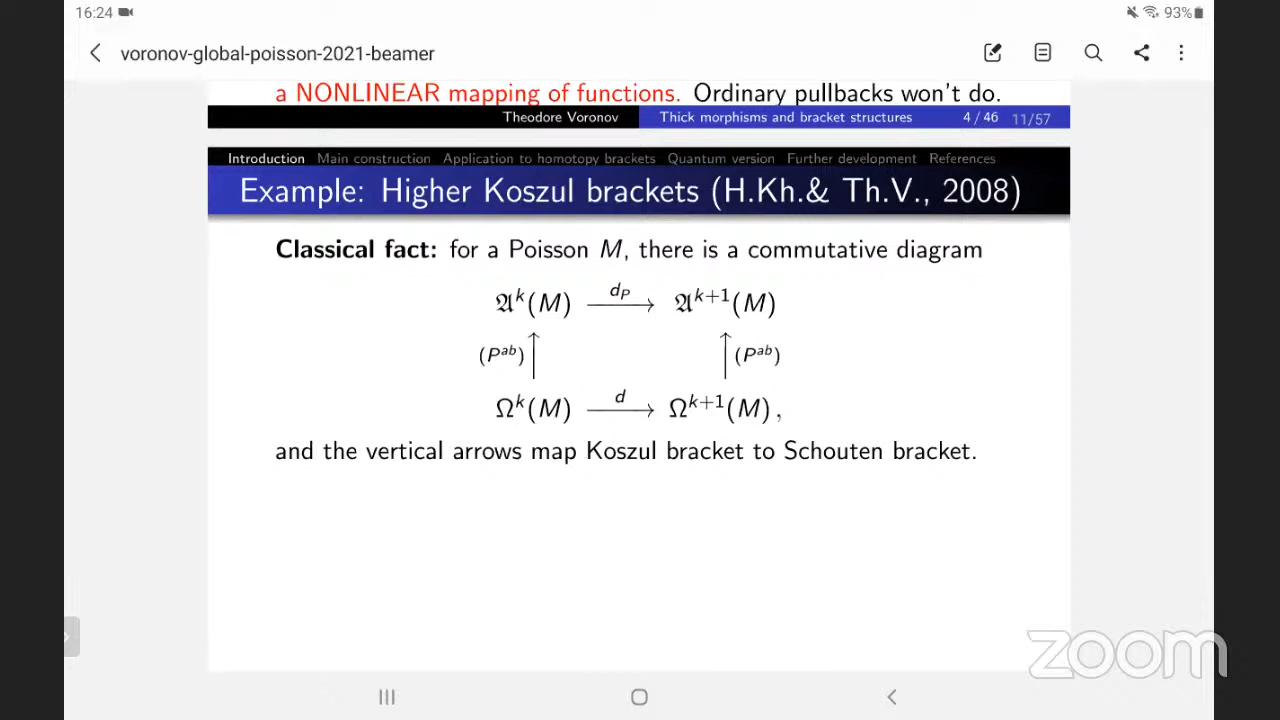 16:24
93%
voronov-global-poisson-2021-beamer
a NONLINEAR mapping of functions. Ordinary pullbacks won't do.
Theodore Voronov Thick morphisms and bracket structures 4 / 46 11/57
Introduction Main construction Application to homotopy brackets Quantum version Further development References
Example: Higher Koszul brackets (H.Kh.& Th.V., 2008)
Classical fact: for a Poisson M, there is a commutative diagram
𝔄^k(M) —d_P→ 𝔄^{k+1}(M)
(P^{ab}) ↑ ↑ (P^{ab})
Ω^k(M) —d→ Ω^{k+1}(M) ,
and the vertical arrows map Koszul bracket to Schouten bracket.
zoom